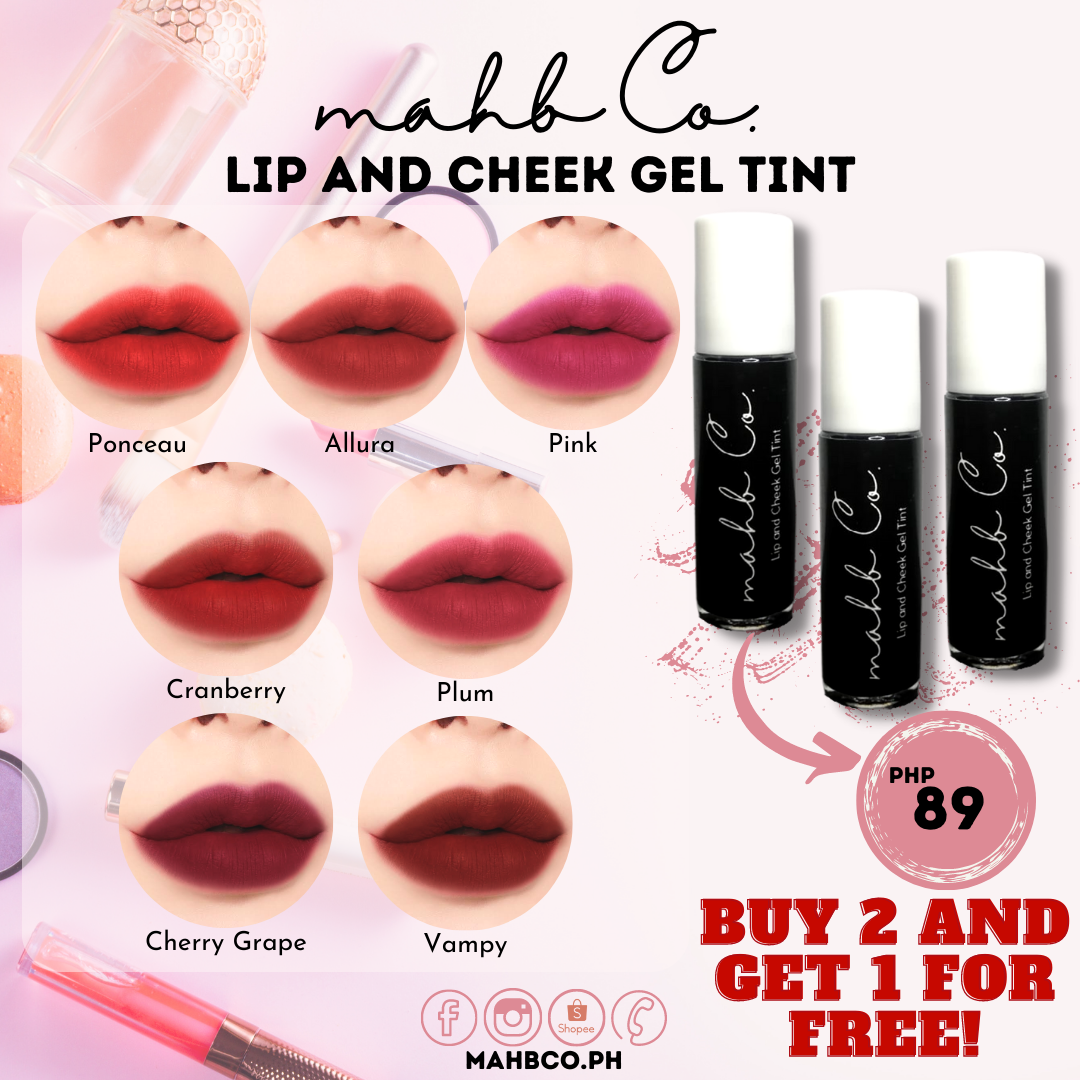 mahb Co.
LIP AND CHEEK GEL TINT
Ponceau
Allura
Pink
Cranberry
Plum
Cherry Grape
Vampy
mahb Co.
Lip and Cheek Gel Tint
mahb Co.
Lip and Cheek Gel Tint
mahb Co.
Lip and Cheek Gel Tint
PHP
89
BUY 2 AND
GET 1 FOR
FREE!
Shopee
MAHBCO.PH